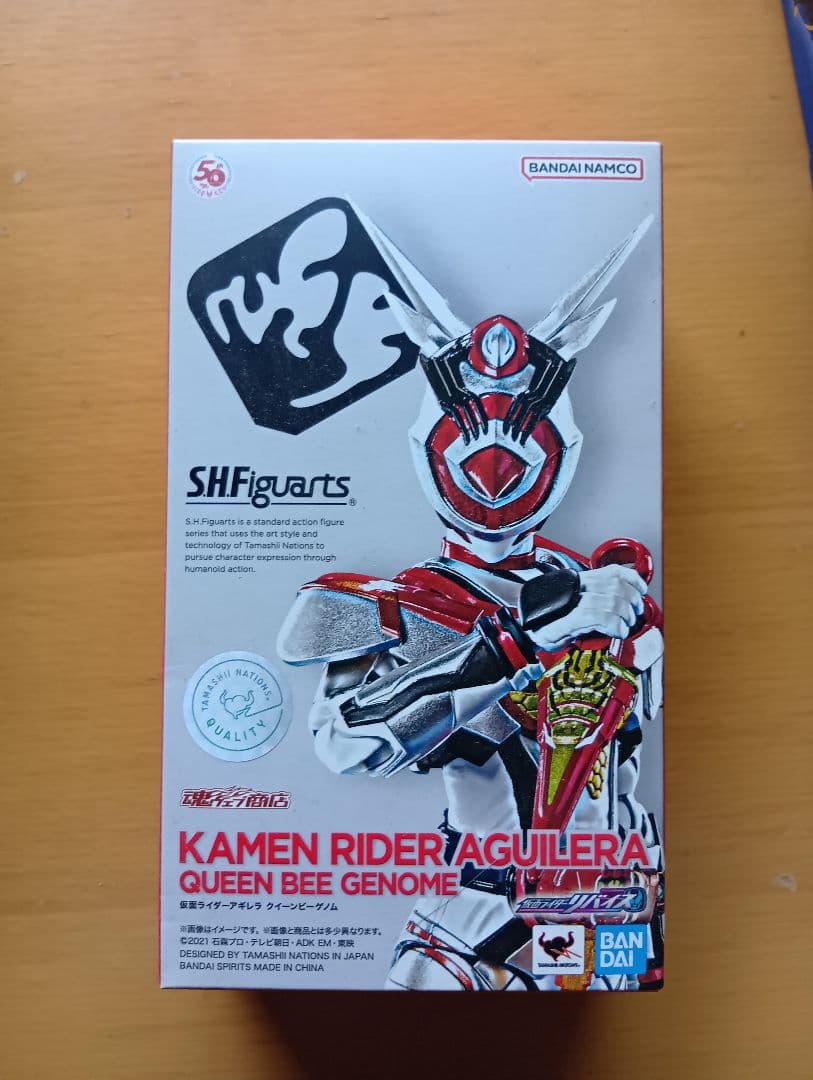 50th
BANDAI NAMCO
S.H.Figuarts®
S.H.Figuarts is a standard action figure
series that uses the art style and
technology of Tamashii Nations to
pursue character expression through
humanoid action.
TAMASHII NATIONS®
QUALITY
魂ウェブ商店
KAMEN RIDER AGUILERA
QUEEN BEE GENOME
仮面ライダーアギレラ クイーンビーゲノム
仮面ライダーリバイス
※画像はイメージです。※画像と商品とは多少異なります。
©2021 石森プロ・テレビ朝日・ADK EM・東映
DESIGNED BY TAMASHII NATIONS IN JAPAN
BANDAI SPIRITS MADE IN CHINA
TAMASHII NATIONS®
BAN
DAI